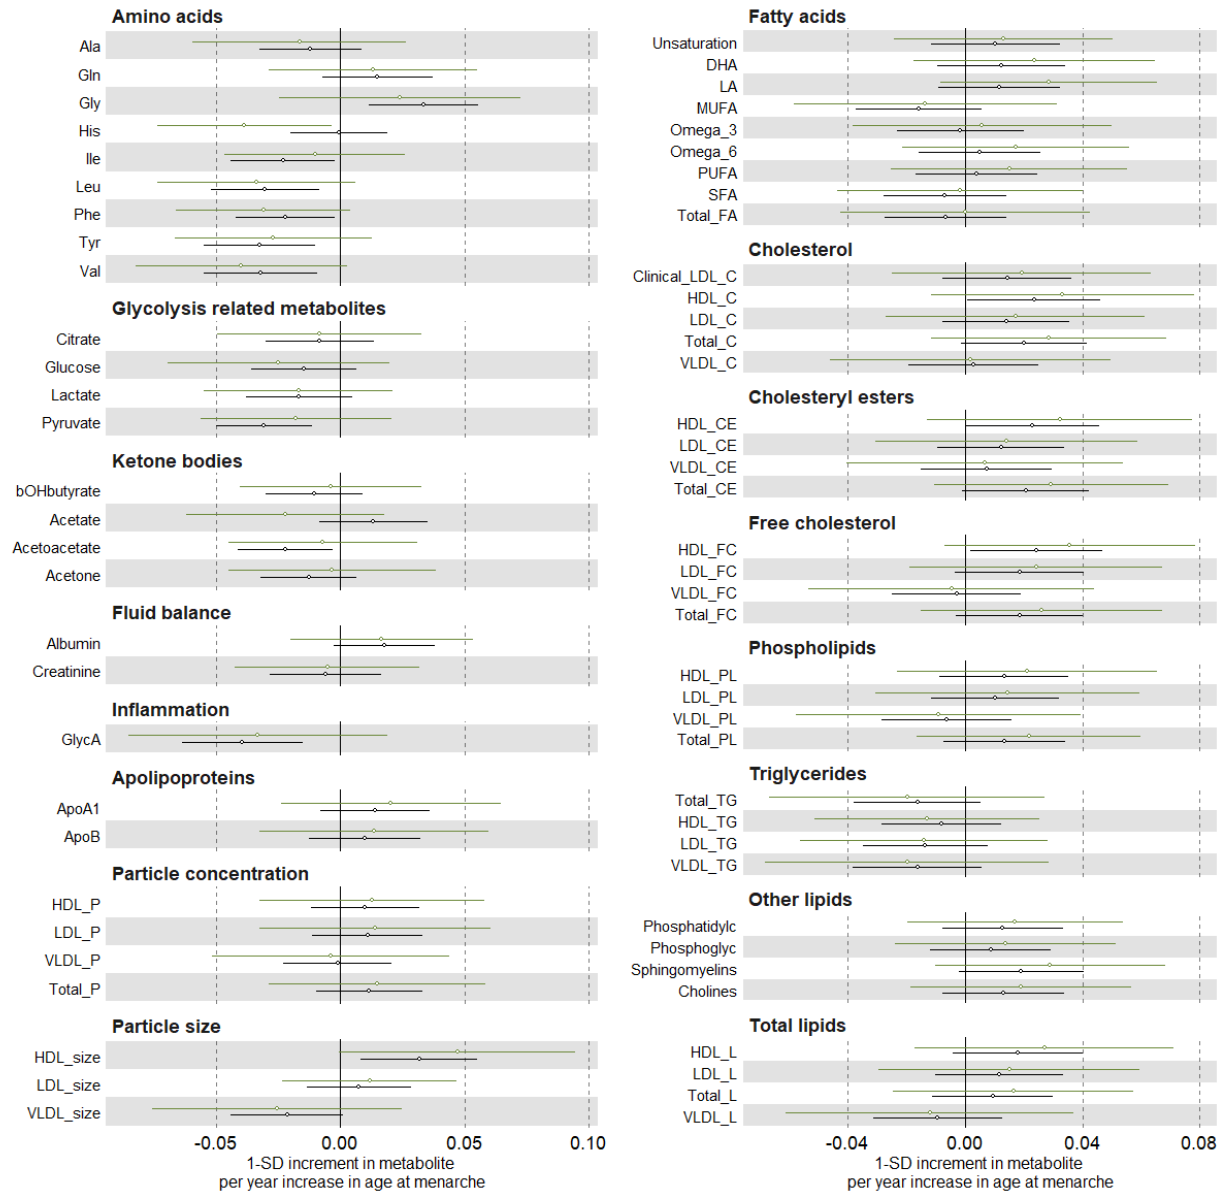 Amino acids
Ala
Gln
Gly
His
Ile
Leu
Phe
Tyr
Val
Glycolysis related metabolites
Citrate
Glucose
Lactate
Pyruvate
Ketone bodies
bOHbutyrate
Acetate
Acetoacetate
Acetone
Fluid balance
Albumin
Creatinine
Inflammation
GlycA
Apolipoproteins
ApoA1
ApoB
Particle concentration
HDL_P
LDL_P
VLDL_P
Total_P
Particle size
HDL_size
LDL_size
VLDL_size
-0.05 0.00 0.05 0.10
1-SD increment in metabolite
per year increase in age at menarche
Fatty acids
Unsaturation
DHA
LA
MUFA
Omega_3
Omega_6
PUFA
SFA
Total_FA
Cholesterol
Clinical_LDL_C
HDL_C
LDL_C
Total_C
VLDL_C
Cholesteryl esters
HDL_CE
LDL_CE
VLDL_CE
Total_CE
Free cholesterol
HDL_FC
LDL_FC
VLDL_FC
Total_FC
Phospholipids
HDL_PL
LDL_PL
VLDL_PL
Total_PL
Triglycerides
Total_TG
HDL_TG
LDL_TG
VLDL_TG
Other lipids
Phosphatidylc
Phosphoglyc
Sphingomyelins
Cholines
Total lipids
HDL_L
LDL_L
Total_L
VLDL_L
-0.04 0.00 0.04 0.08
1-SD increment in metabolite
per year increase in age at menarche